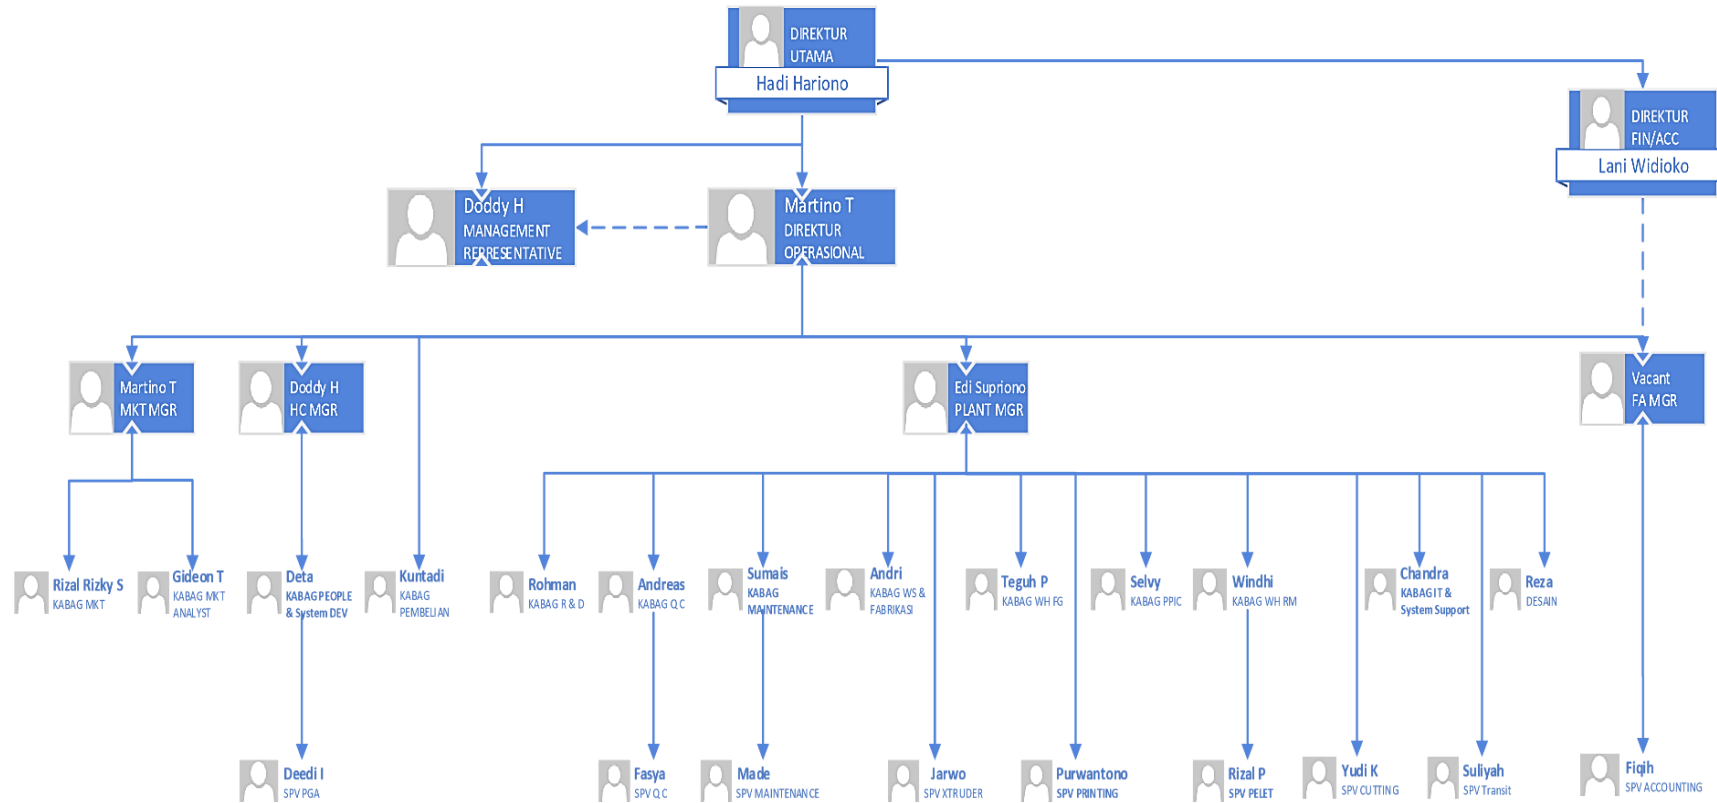 DIREKTUR
UTAMA
Hadi Hariono
DIREKTUR
FIN/ACC
Lani Widioko
Doddy H
MANAGEMENT
REPRESENTATIVE
Martino T
DIREKTUR
OPERASIONAL
Martino T
MKT MGR
Doddy H
HC MGR
Edi Supriono
PLANT MGR
Vacant
FA MGR
Rizal Rizky S
KABAG MKT
Gideon T
KABAG MKT
ANALYST
Deta
KABAG PEOPLE
& System DEV
Kuntadi
KABAG
PEMBELIAN
Rohman
KABAG R & D
Andreas
KABAG Q C
Sumais
KABAG
MAINTENANCE
Andri
KABAG WS &
FABRIKASI
Teguh P
KABAG WH FG
Selvy
KABAG PPIC
Windhi
KABAG WH RM
Chandra
KABAG IT &
System Support
Reza
DESAIN
Deedi I
SPV PGA
Fasya
SPV Q C
Made
SPV MAINTENANCE
Jarwo
SPV XTRUDER
Purwantono
SPV PRINTING
Rizal P
SPV PELET
Yudi K
SPV CUTTING
Suliyah
SPV Transit
Fiqih
SPV ACCOUNTING